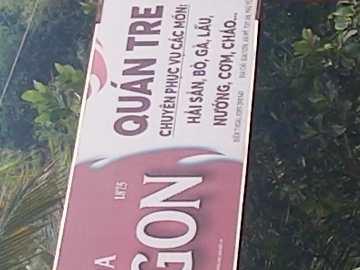 QUÁN TRE
CHUYÊN PHỤC VỤ CÁC MÓN:
HẢI SẢN, BÒ, GÀ, LẨU,
NƯỚNG, CƠM, CHÁO...
1875
GON